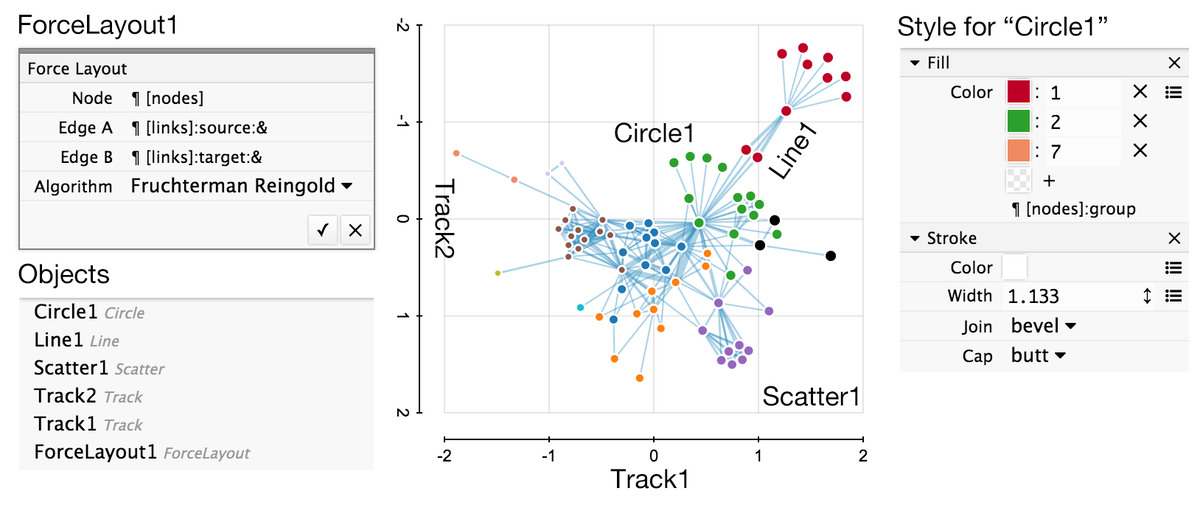 ForceLayout1
Force Layout
Node ¶ [nodes]
Edge A ¶ [links]:source:&
Edge B ¶ [links]:target:&
Algorithm Fruchterman Reingold
Objects
Circle1 Circle
Line1 Line
Scatter1 Scatter
Track2 Track
Track1 Track
ForceLayout1 ForceLayout
-2
-1
0
1
2
Track2
Circle1
Line1
Scatter1
-2 -1 0 1 2
Track1
Style for “Circle1”
Fill
Color : 1
: 2
: 7
+
¶ [nodes]:group
Stroke
Color
Width 1.133
Join bevel
Cap butt